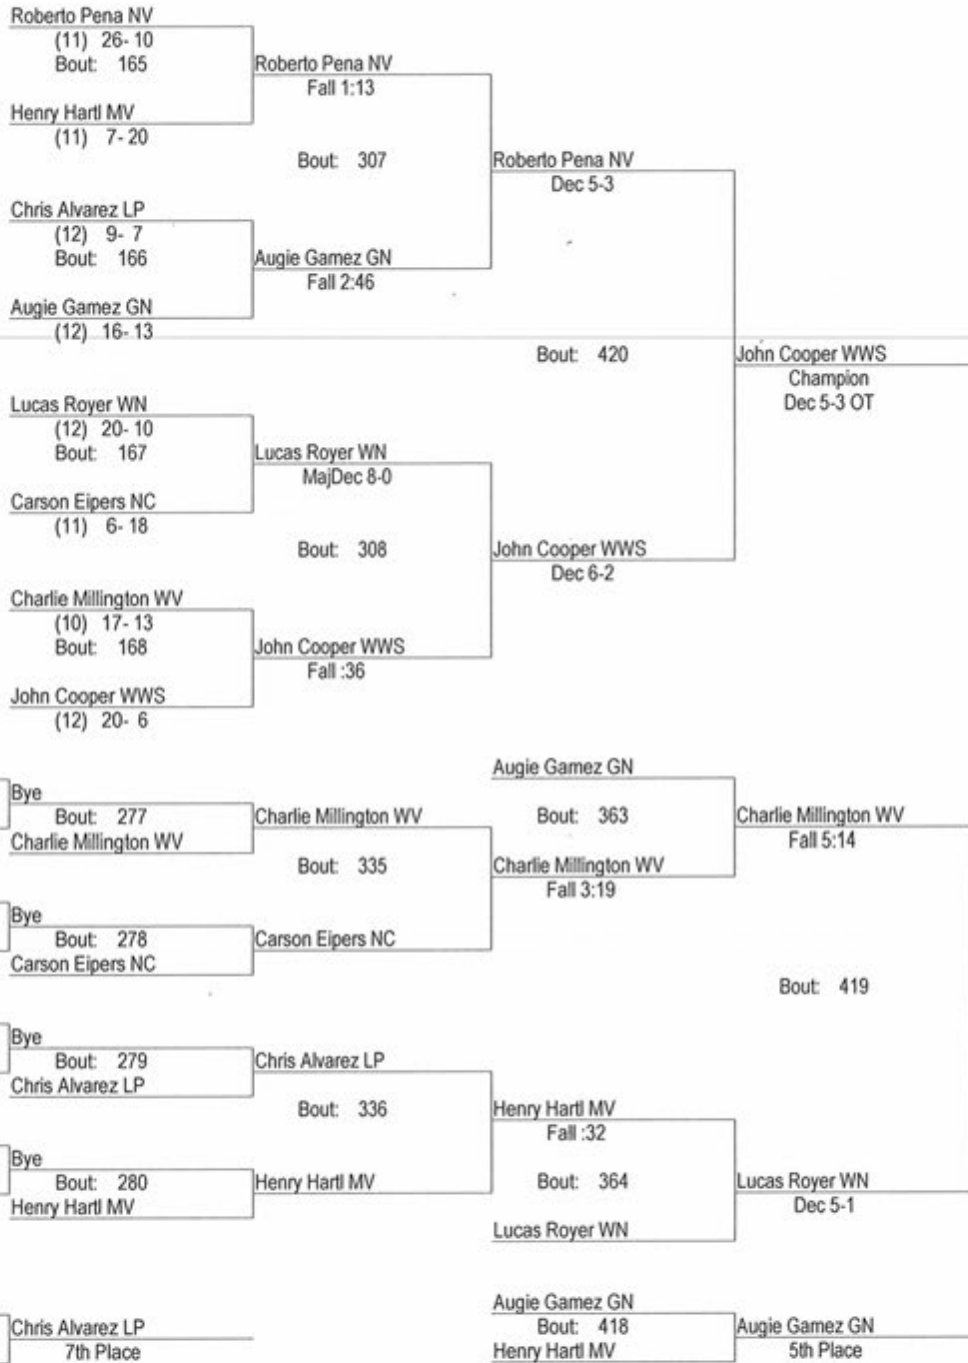 Roberto Pena NV
(11) 26- 10
Bout: 165
Roberto Pena NV
Fall 1:13
Henry Hartl MV
(11) 7- 20
Bout: 307
Roberto Pena NV
Dec 5-3
Chris Alvarez LP
(12) 9- 7
Bout: 166
Augie Gamez GN
Fall 2:46
Augie Gamez GN
(12) 16- 13
Bout: 420
John Cooper WWS
Champion
Dec 5-3 OT
Lucas Royer WN
(12) 20- 10
Bout: 167
Lucas Royer WN
MajDec 8-0
Carson Eipers NC
(11) 6- 18
Bout: 308
John Cooper WWS
Dec 6-2
Charlie Millington WV
(10) 17- 13
Bout: 168
John Cooper WWS
Fall :36
John Cooper WWS
(12) 20- 6
Augie Gamez GN
Bye
Bout: 277
Charlie Millington WV
Charlie Millington WV
Bout: 363
Charlie Millington WV
Fall 5:14
Bout: 335
Charlie Millington WV
Fall 3:19
Bye
Bout: 278
Carson Eipers NC
Carson Eipers NC
Bout: 419
Bye
Bout: 279
Chris Alvarez LP
Chris Alvarez LP
Bout: 336
Henry Hartl MV
Fall :32
Bye
Bout: 280
Henry Hartl MV
Henry Hartl MV
Bout: 364
Lucas Royer WN
Dec 5-1
Lucas Royer WN
Augie Gamez GN
Bout: 418
Henry Hartl MV
Augie Gamez GN
5th Place
Chris Alvarez LP
7th Place